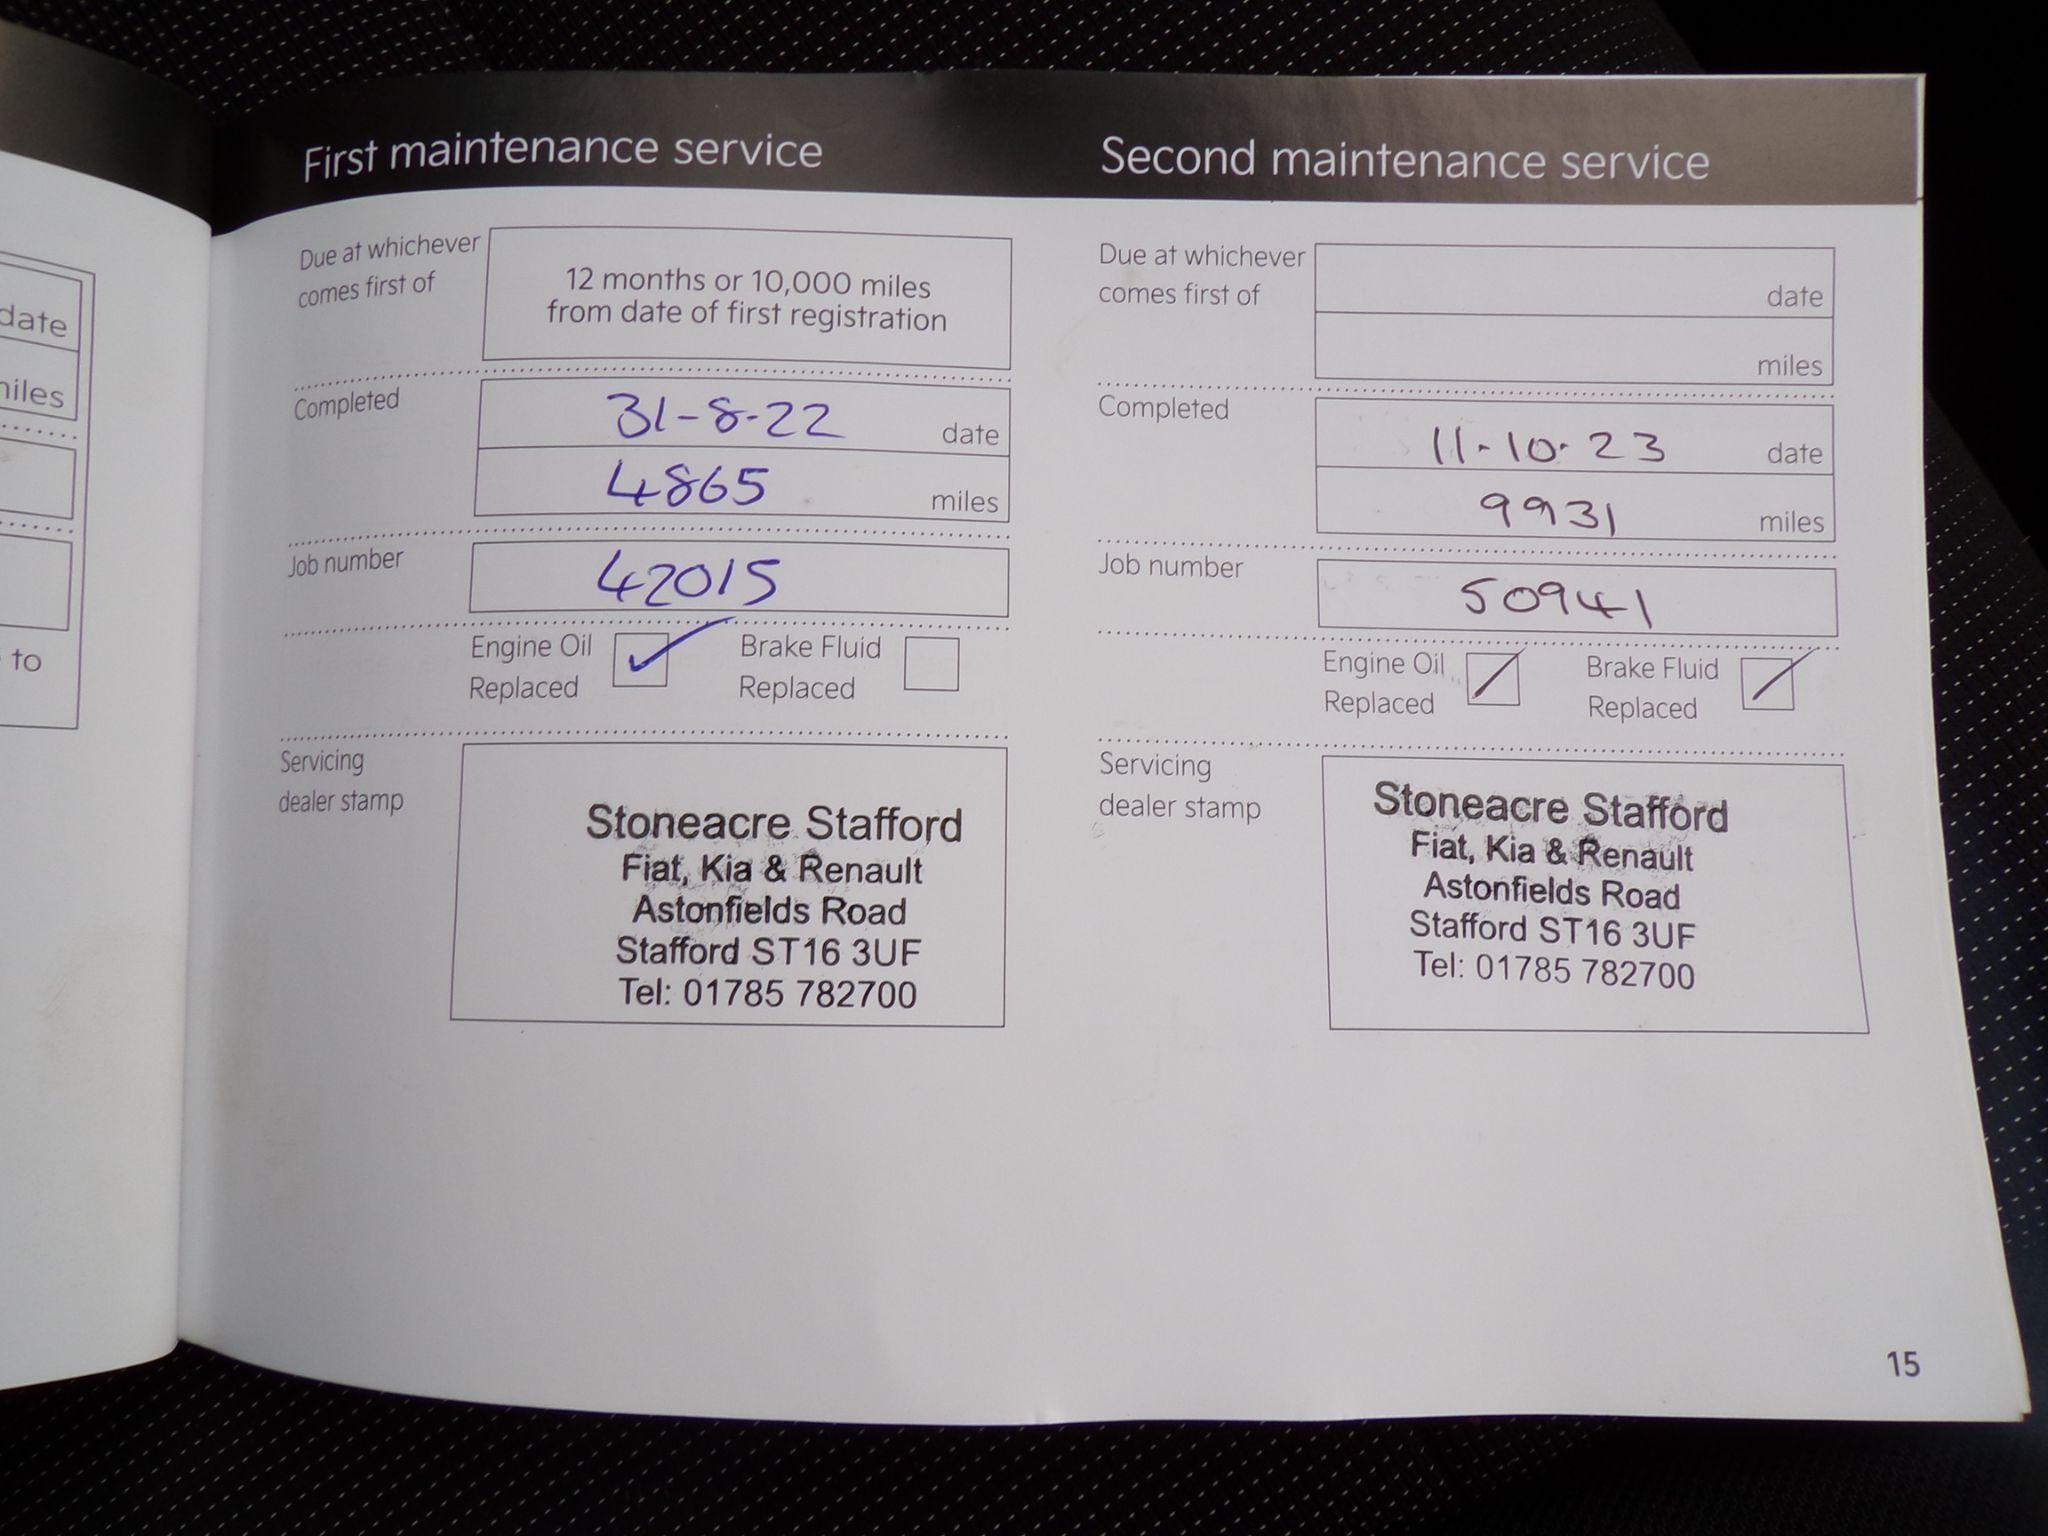 date
miles
to
First maintenance service
Due at whichever
comes first of
12 months or 10,000 miles
from date of first registration
Completed
31-8-22 date
4865 miles
Job number 42015
Engine Oil
Replaced
Brake Fluid
Replaced
Servicing
dealer stamp
Stoneacre Stafford
Fiat, Kia & Renault
Astonfields Road
Stafford ST16 3UF
Tel: 01785 782700
Second maintenance service
Due at whichever
comes first of
date
miles
Completed
11-10-23 date
9931 miles
Job number 50941
Engine Oil
Replaced
Brake Fluid
Replaced
Servicing
dealer stamp
Stoneacre Stafford
Fiat, Kia & Renault
Astonfields Road
Stafford ST16 3UF
Tel: 01785 782700
15